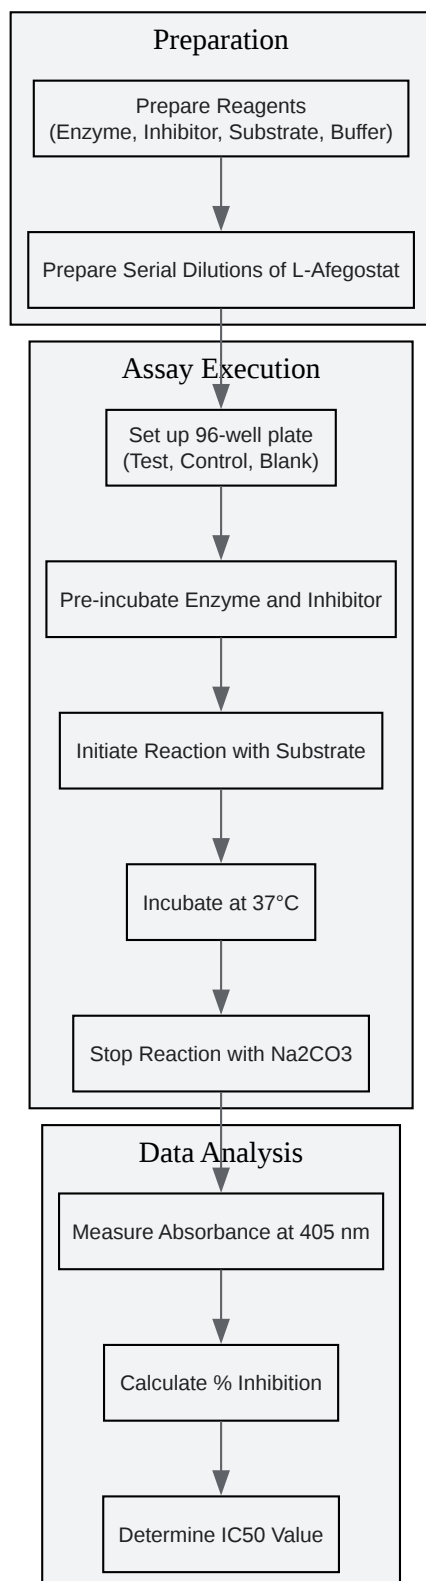 Preparation
Prepare Reagents
(Enzyme, Inhibitor, Substrate, Buffer)
Prepare Serial Dilutions of L-Afegostat
Assay Execution
Set up 96-well plate
(Test, Control, Blank)
Pre-incubate Enzyme and Inhibitor
Initiate Reaction with Substrate
Incubate at 37°C
Stop Reaction with Na2CO3
Data Analysis
Measure Absorbance at 405 nm
Calculate % Inhibition
Determine IC50 Value